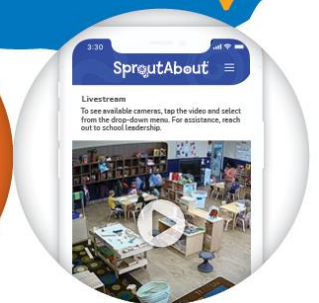 3:30
SproutAbout
Livestream
To see available cameras, tap the video and select
from the drop-down menu. For assistance, reach
out to school leadership.